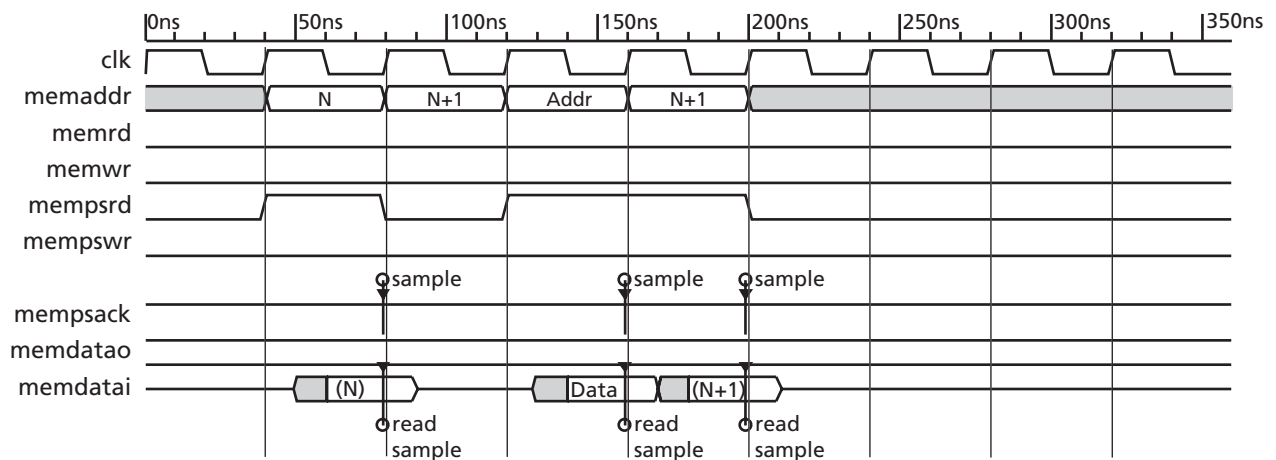 0ns 50ns 100ns 150ns 200ns 250ns 300ns 350ns
clk
memaddr N N+1 Addr N+1
memrd
memwr
mempsrd
mempswr
sample sample sample
mempsack
memdatao
memdatai (N) Data (N+1)
read read read
sample sample sample